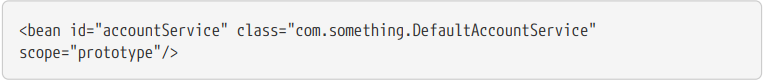 <bean id="accountService" class="com.something.DefaultAccountService"
scope="prototype"/>